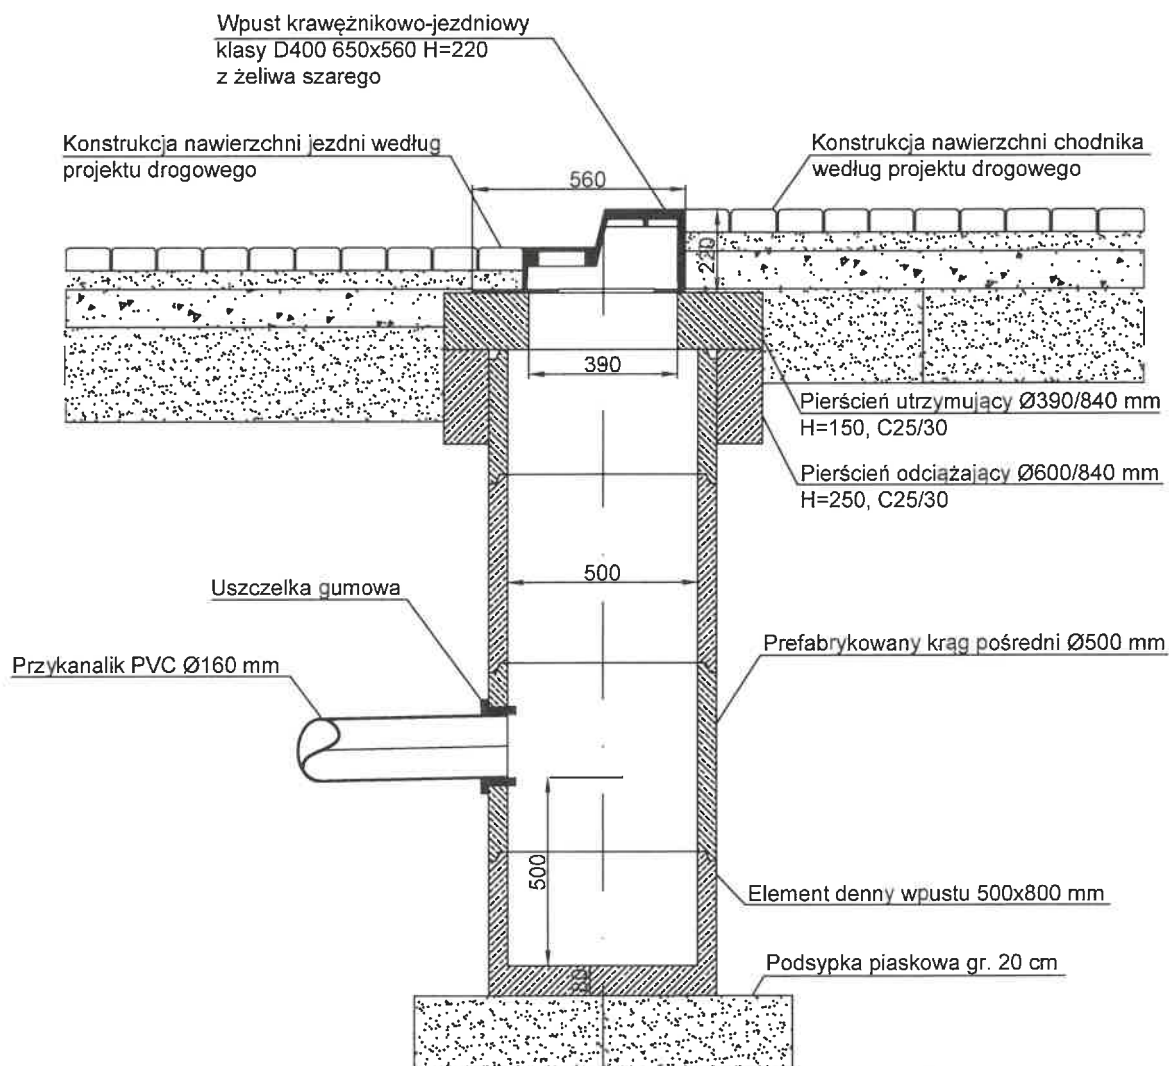 Wpust krawężnikowo-jezdniowy
klasy D400 650x560 H=220
z żeliwa szarego
Konstrukcja nawierzchni jezdni według
projektu drogowego
Konstrukcja nawierzchni chodnika
według projektu drogowego
560
220
390
Pierścień utrzymujący Ø390/840 mm
H=150, C25/30
Pierścień odciążający Ø600/840 mm
H=250, C25/30
500
Uszczelka gumowa
Prefabrykowany krąg pośredni Ø500 mm
Przykanalik PVC Ø160 mm
500
Element denny wpustu 500x800 mm
Podsypka piaskowa gr. 20 cm
80